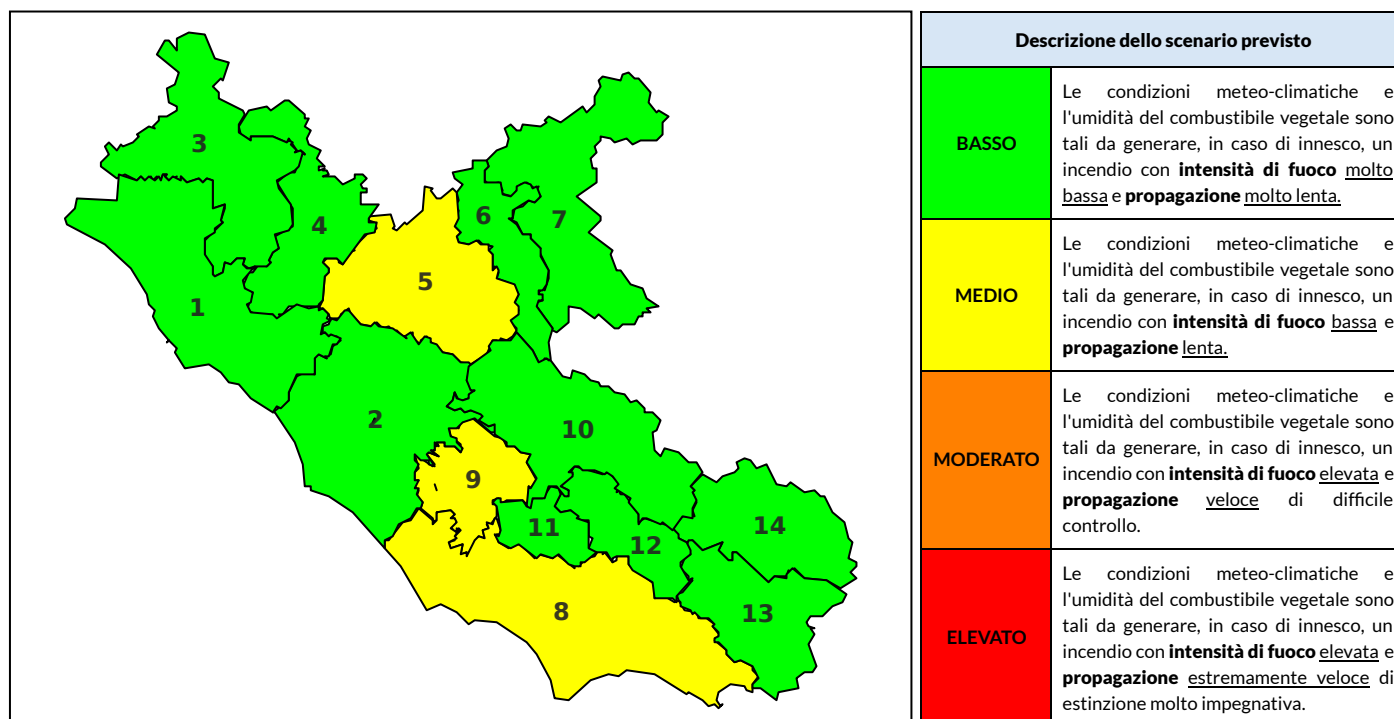 3
4
6
7
5
1
2
10
9
11
12
14
8
13
Descrizione dello scenario previsto
BASSO
Le condizioni meteo-climatiche e
l'umidità del combustibile vegetale sono
tali da generare, in caso di innesco, un
incendio con intensità di fuoco molto
bassa e propagazione molto lenta.
MEDIO
Le condizioni meteo-climatiche e
l'umidità del combustibile vegetale sono
tali da generare, in caso di innesco, un
incendio con intensità di fuoco bassa e
propagazione lenta.
MODERATO
Le condizioni meteo-climatiche e
l'umidità del combustibile vegetale sono
tali da generare, in caso di innesco, un
incendio con intensità di fuoco elevata e
propagazione veloce di difficile
controllo.
ELEVATO
Le condizioni meteo-climatiche e
l'umidità del combustibile vegetale sono
tali da generare, in caso di innesco, un
incendio con intensità di fuoco elevata e
propagazione estremamente veloce di
estinzione molto impegnativa.